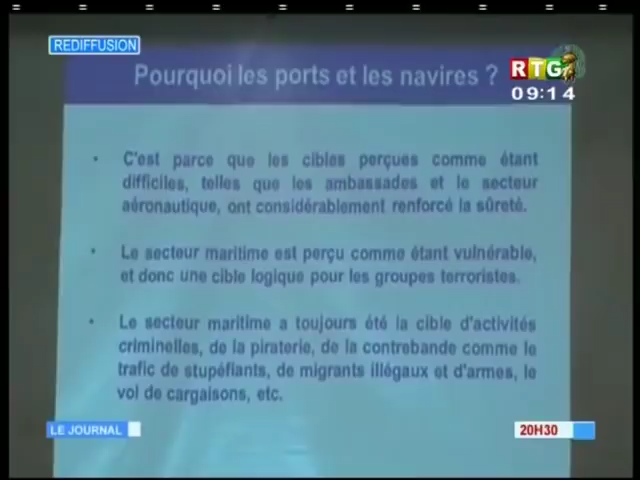 REDIFFUSION
Pourquoi les ports et les navires ?
RTG
09:14
• C'est parce que les cibles perçues comme étant
difficiles, telles que les ambassades et le secteur
aéronautique, ont considérablement renforcé la sûreté.
• Le secteur maritime est perçu comme étant vulnérable,
et donc une cible logique pour les groupes terroristes.
• Le secteur maritime a toujours été la cible d'activités
criminelles, de la piraterie, de la contrebande comme le
trafic de stupéfiants, de migrants illégaux et d'armes, le
vol de cargaisons, etc.
LE JOURNAL
20H30